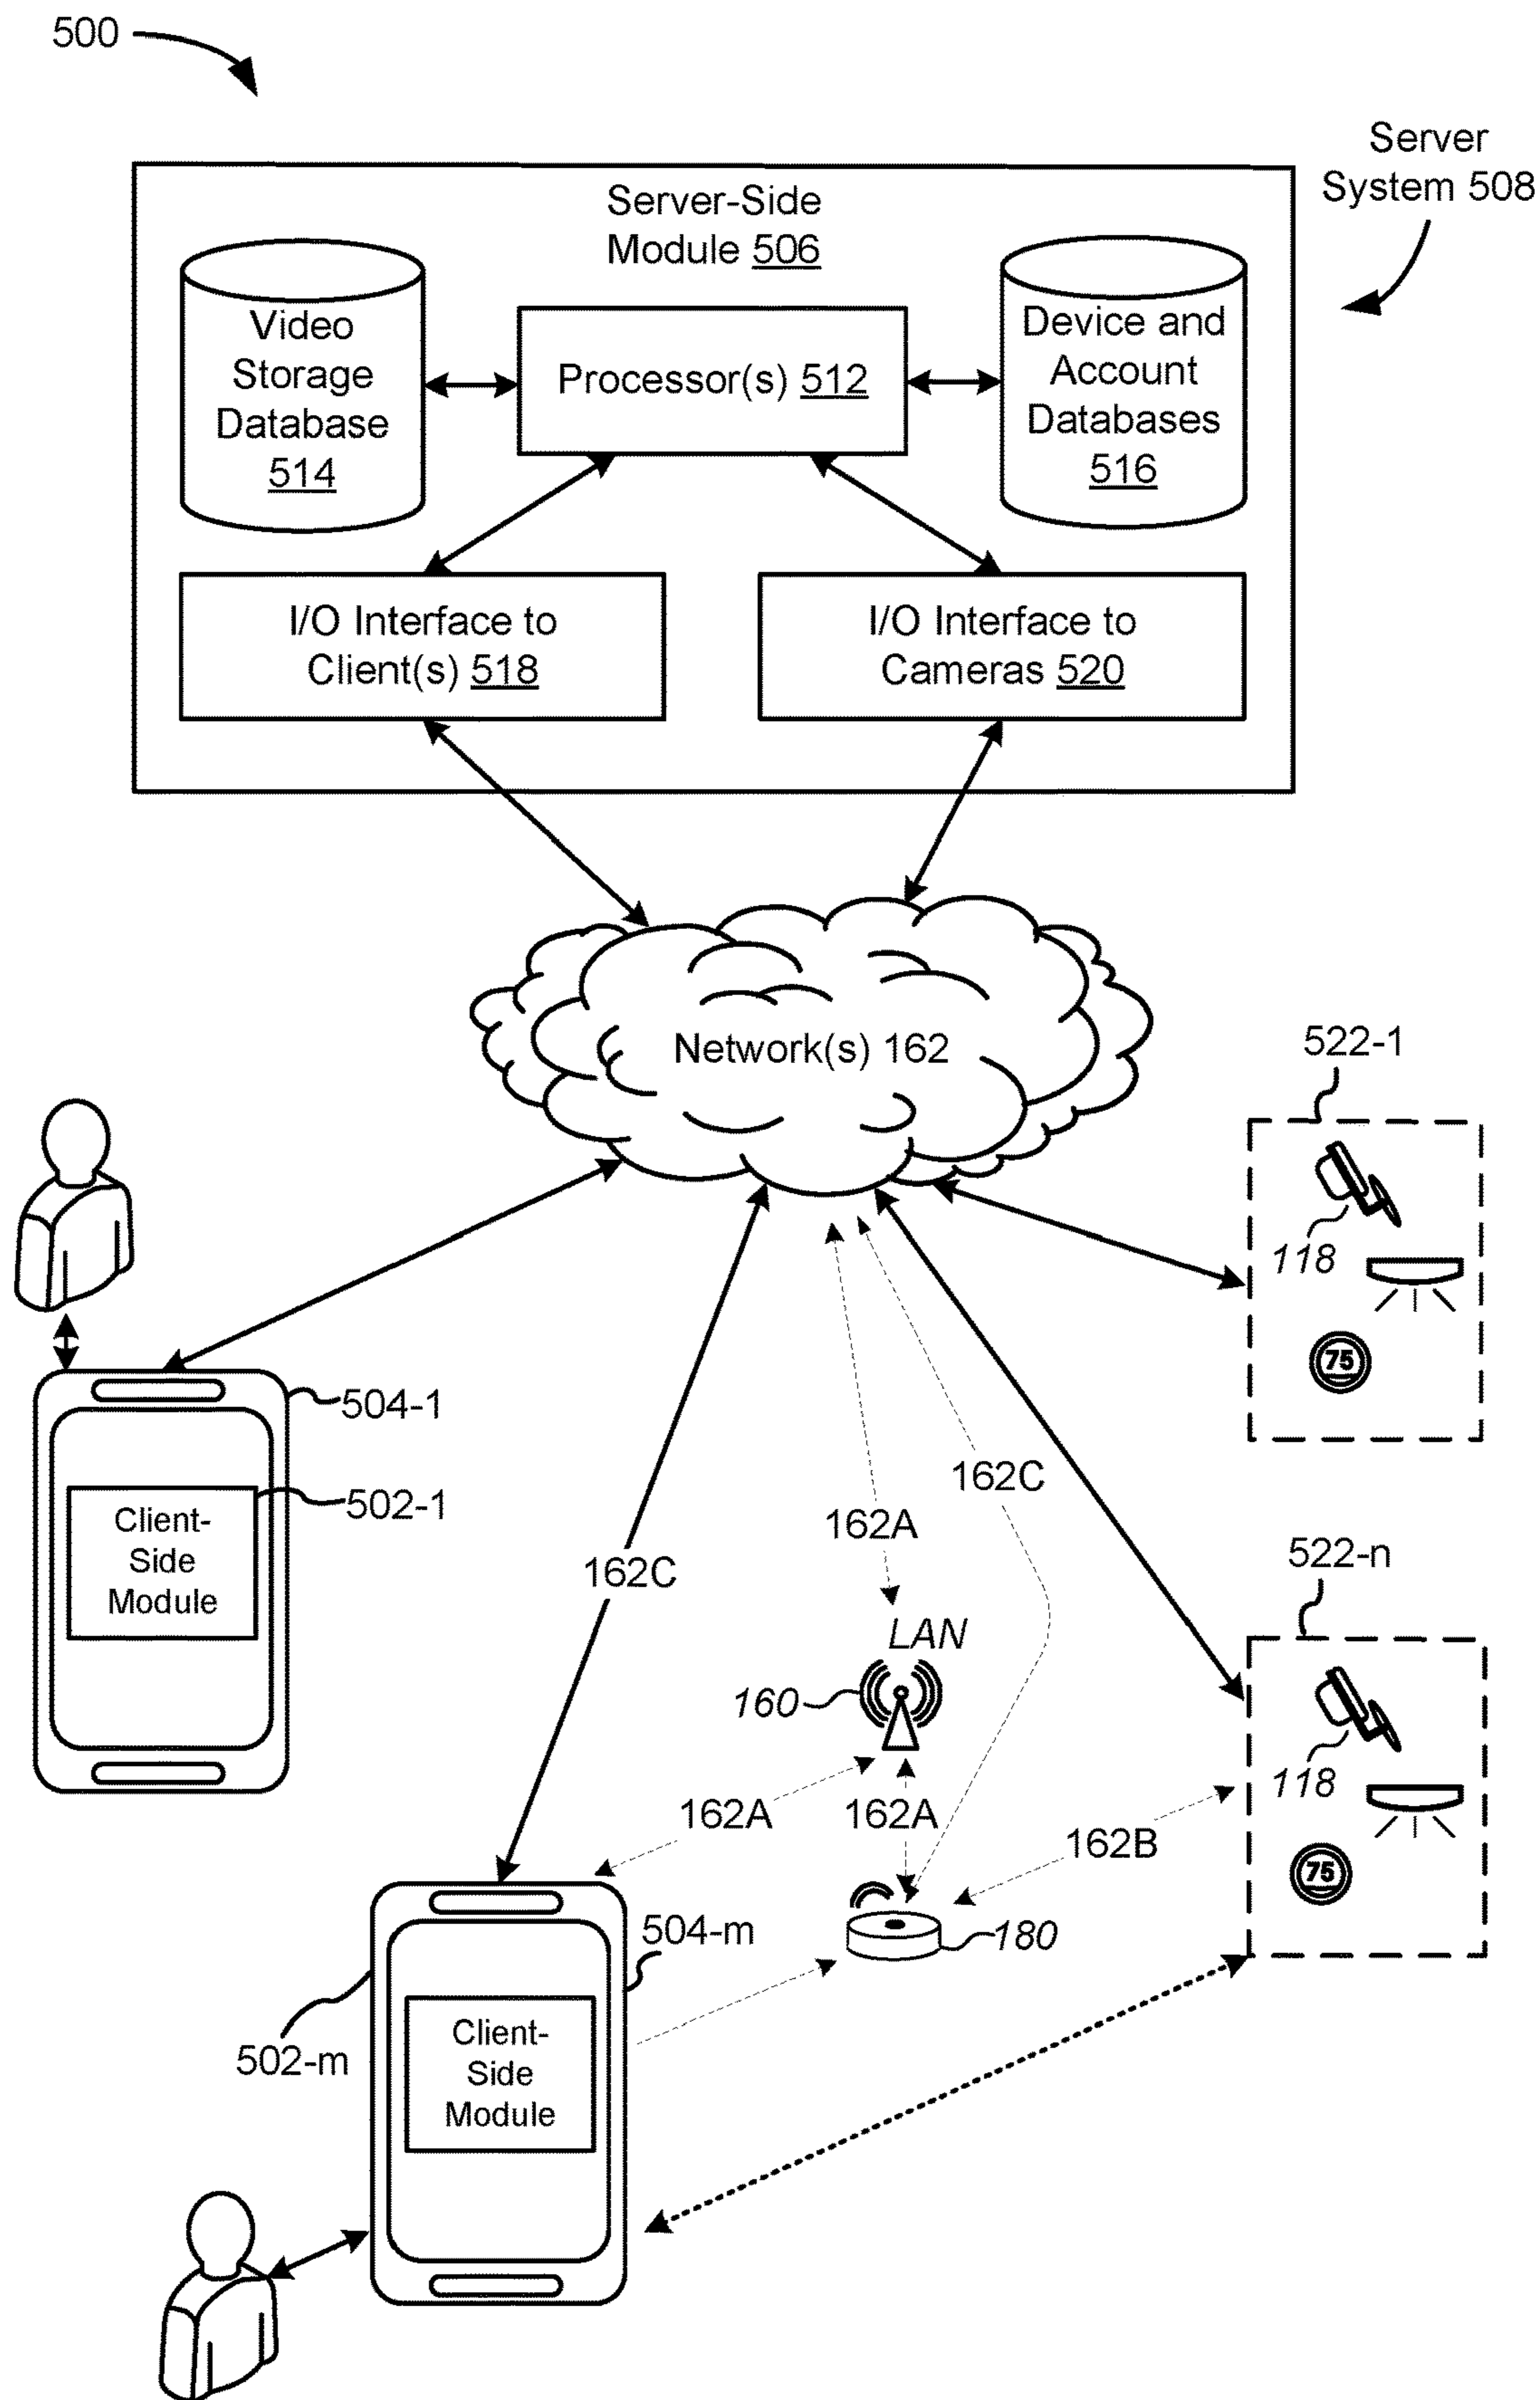 500
Server
System 508
Server-Side
Module 506
Video
Storage
Database
514
Processor(s) 512
Device and
Account
Databases
516
I/O Interface to
Client(s) 518
I/O Interface to
Cameras 520
Network(s) 162
522-1
118
75
504-1
502-1
Client-
Side
Module
162C
162A
162C
LAN
160
522-n
118
75
162A
162A
162B
180
504-m
502-m
Client-
Side
Module